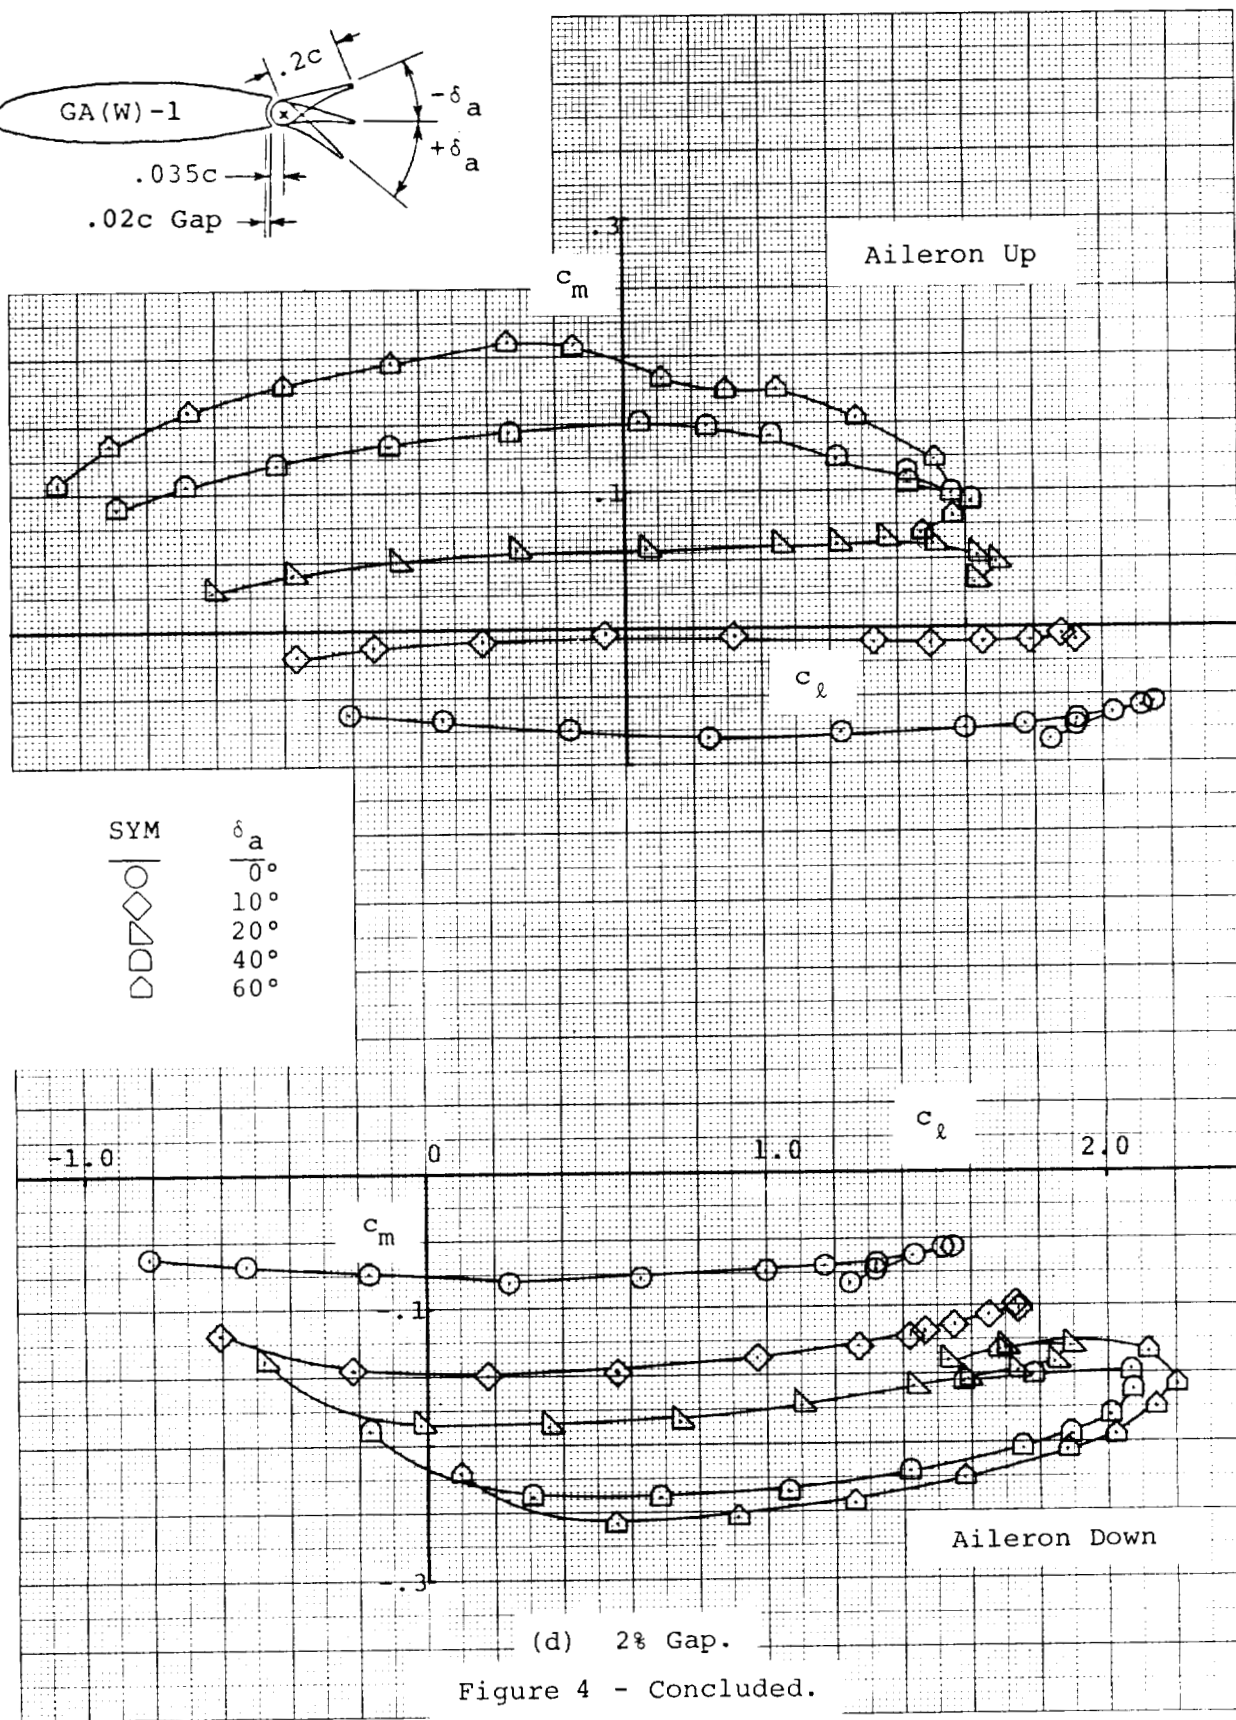 .2c
GA(W)-1
-δa
+δa
.035c
.02c Gap
.3
Aileron Up
cm
.1
cℓ
SYM δa
0°
10°
20°
40°
60°
cℓ
-1.0 0 1.0 2.0
cm
-.1
Aileron Down
-.3
(d) 2% Gap.
Figure 4 - Concluded.